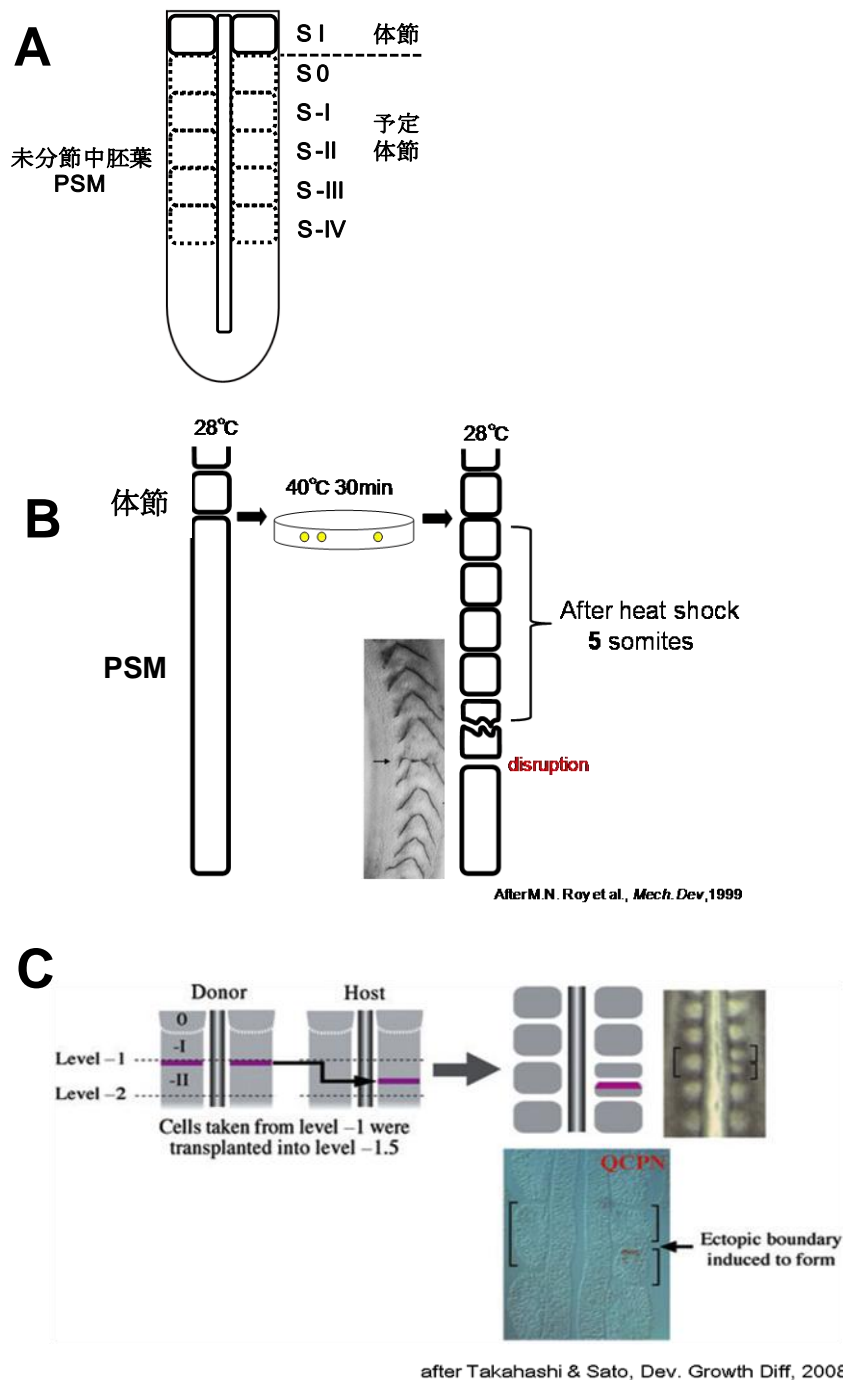 A
S I 体節
S 0
S -I
予定
体節
S -II
未分節中胚葉
PSM
S -III
S -IV
B
28℃
28℃
体節
40℃ 30min
After heat shock
5 somites
PSM
disruption
After M.N. Roy et al., Mech. Dev, 1999
C
Donor
Host
0
-I
Level –1
-II
Level –2
Cells taken from level –1 were
transplanted into level –1.5
QCPN
Ectopic boundary
induced to form
after Takahashi & Sato, Dev. Growth Diff, 2008